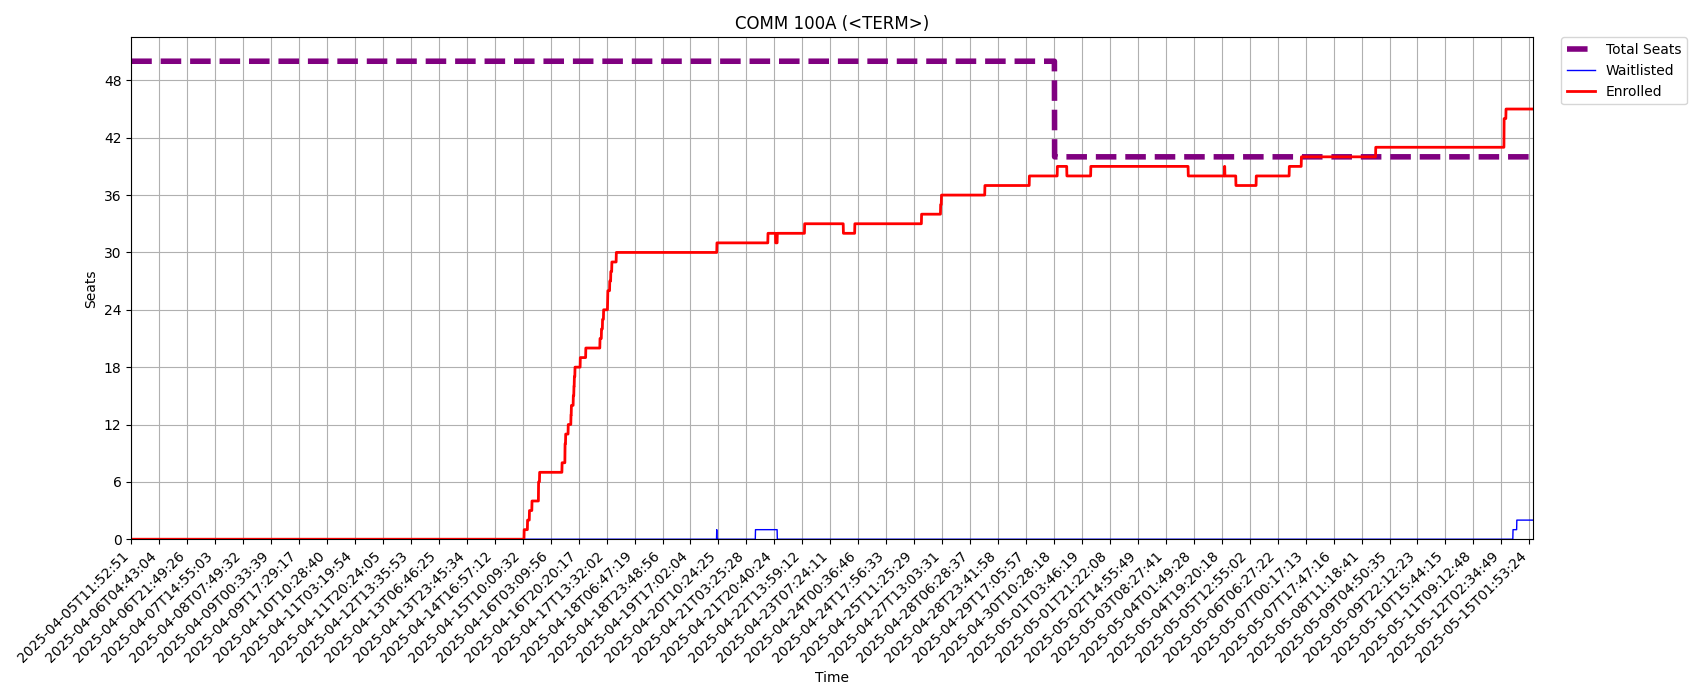 COMM 100A (<TERM>)
Total Seats
Waitlisted
Enrolled
Seats
48
42
36
30
24
18
12
6
0
2025-04-05T11:52:51
2025-04-06T04:43:04
2025-04-06T21:49:26
2025-04-07T14:55:03
2025-04-08T07:49:32
2025-04-09T00:33:39
2025-04-09T17:29:17
2025-04-10T10:28:40
2025-04-11T03:19:54
2025-04-11T20:24:05
2025-04-12T13:35:53
2025-04-13T06:46:25
2025-04-13T23:45:34
2025-04-14T16:57:12
2025-04-15T10:09:32
2025-04-16T03:09:56
2025-04-16T20:20:17
2025-04-17T13:32:02
2025-04-18T06:47:19
2025-04-18T23:48:56
2025-04-19T17:02:04
2025-04-20T10:24:25
2025-04-21T03:25:28
2025-04-21T20:40:24
2025-04-22T13:59:12
2025-04-23T07:24:11
2025-04-24T00:36:46
2025-04-24T17:56:33
2025-04-25T11:25:29
2025-04-27T13:03:31
2025-04-28T06:28:37
2025-04-28T23:41:58
2025-04-29T17:05:57
2025-04-30T10:28:18
2025-05-01T03:46:19
2025-05-01T21:22:08
2025-05-02T14:55:49
2025-05-03T08:27:41
2025-05-04T01:49:28
2025-05-04T19:20:18
2025-05-05T12:55:02
2025-05-06T06:27:22
2025-05-07T00:17:13
2025-05-07T17:47:16
2025-05-08T11:18:41
2025-05-09T04:50:35
2025-05-09T22:12:23
2025-05-10T15:44:15
2025-05-11T09:12:48
2025-05-12T02:34:49
2025-05-15T01:53:24
Time